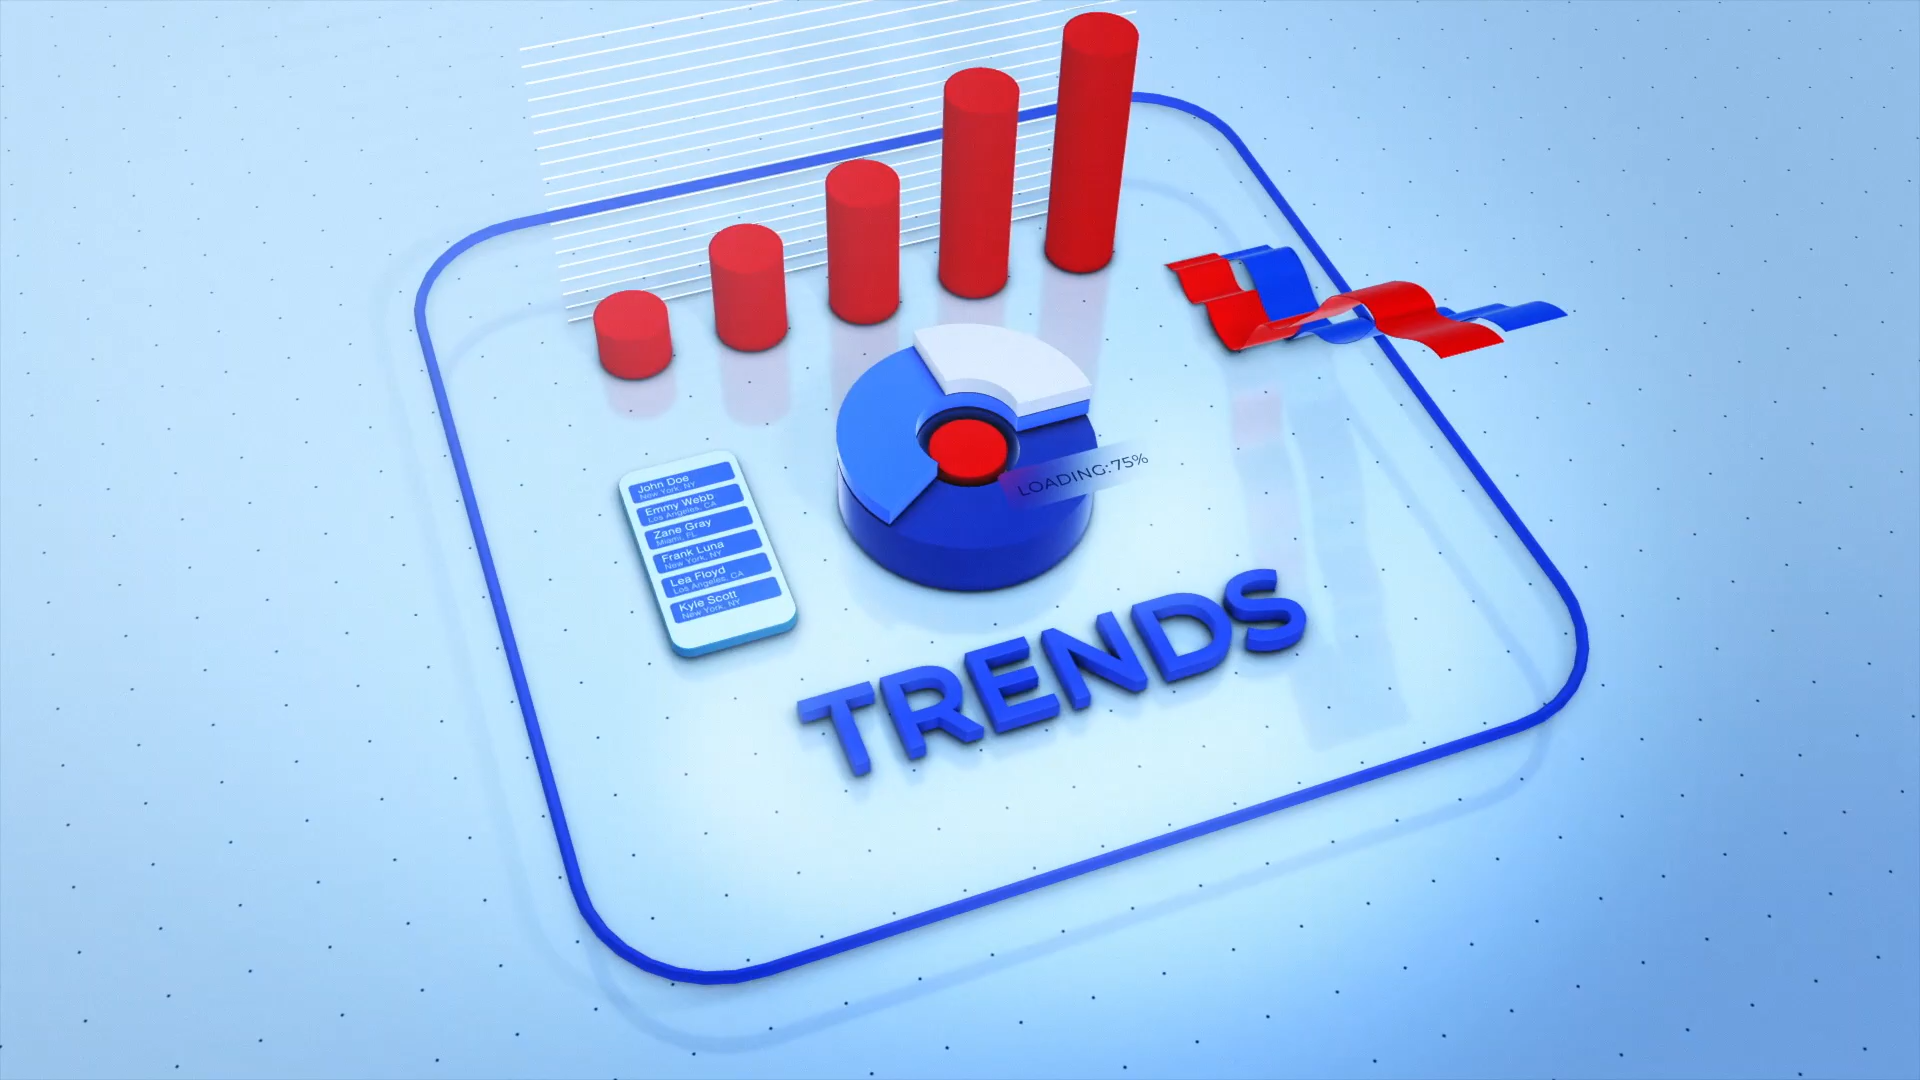 John Doe
New York, NY
Emmy Webb
Los Angeles, CA
Zane Gray
Miami, FL
Frank Luna
New York, NY
Lea Floyd
Los Angeles, CA
Kyle Scott
New York, NY
LOADING: 75%
TRENDS